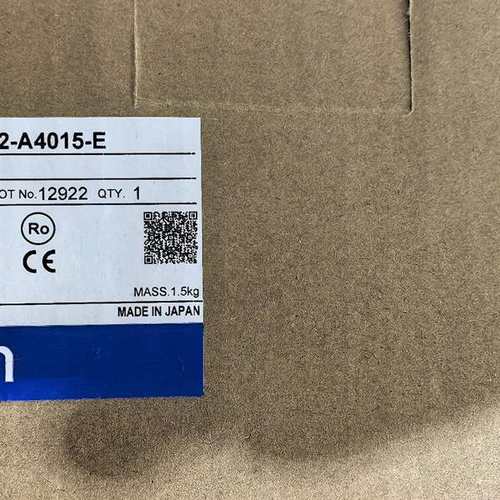 2-A4015-E
OT No.12922 QTY. 1
Ro
CE
MASS.1.5kg
MADE IN JAPAN
n